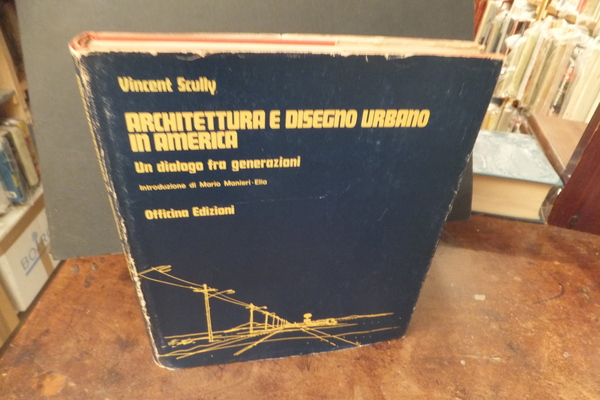 Vincent Scully
ARCHITETTURA E DISEGNO URBANO
IN AMERICA
Un dialogo fra generazioni
Introduzione di Mario Manieri-Elia
Officina Edizioni